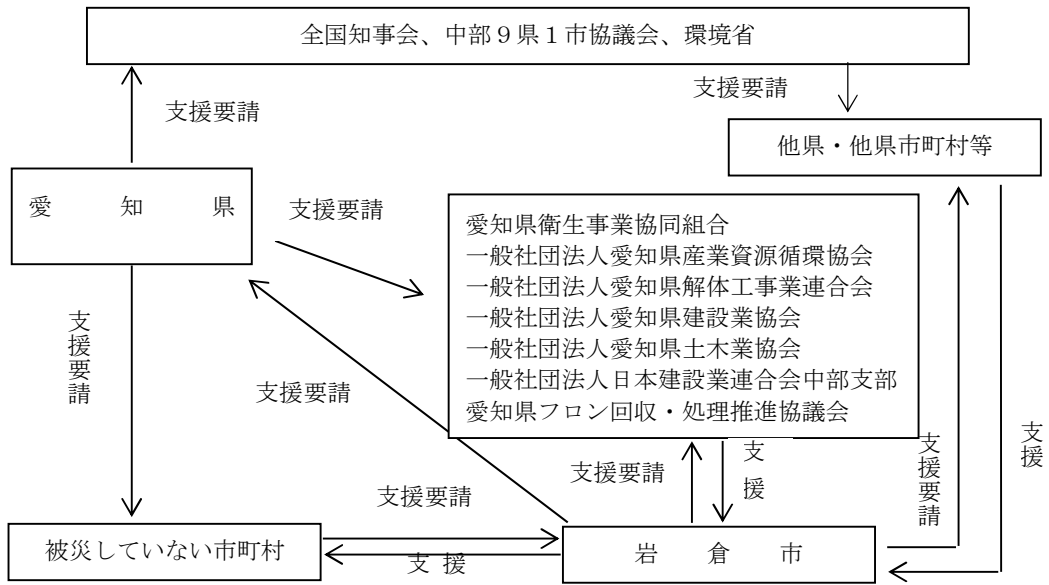 全国知事会、中部９県１市協議会、環境省
支援要請
支援要請
他県・他県市町村等
愛　知　県
支援要請
愛知県衛生事業協同組合
一般社団法人愛知県産業資源循環協会
一般社団法人愛知県解体工事業連合会
一般社団法人愛知県建設業協会
一般社団法人愛知県土木業協会
一般社団法人日本建設業連合会中部支部
愛知県フロン回収・処理推進協議会
支援要請
支援要請
支援要請
支援
支援要請
支援
支援要請
被災していない市町村
支 援
岩　倉　市